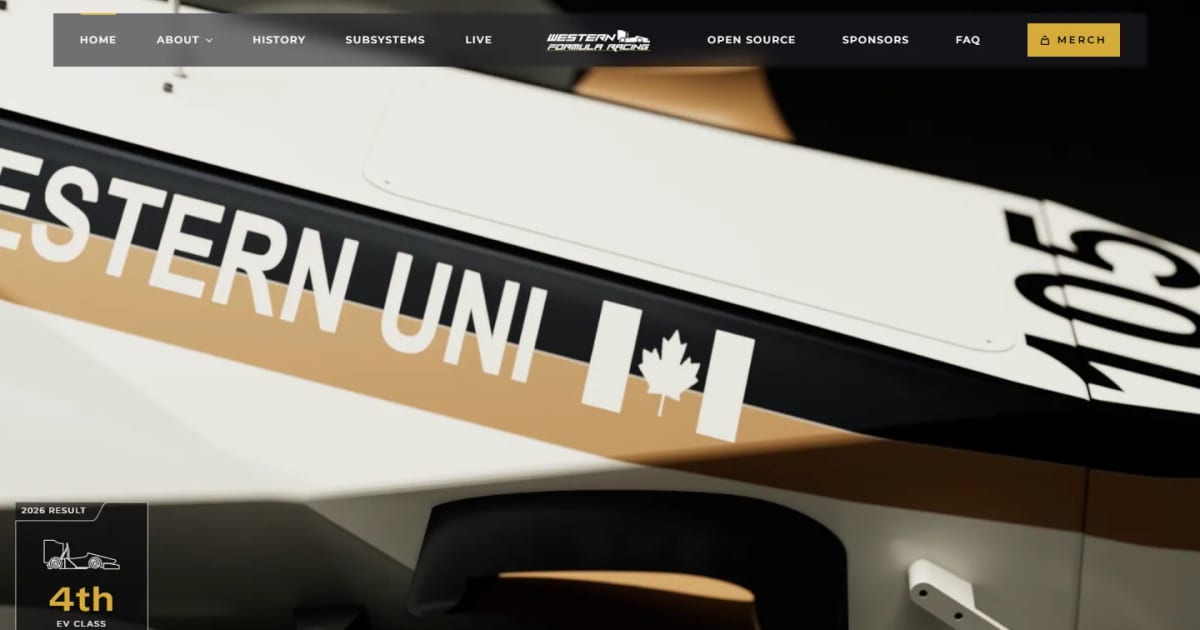 HOME
ABOUT
HISTORY
SUBSYSTEMS
LIVE
WESTERN
FORMULA RACING
OPEN SOURCE
SPONSORS
FAQ
MERCH
ESTERN UNI
105
2026 RESULT
4th
EV CLASS